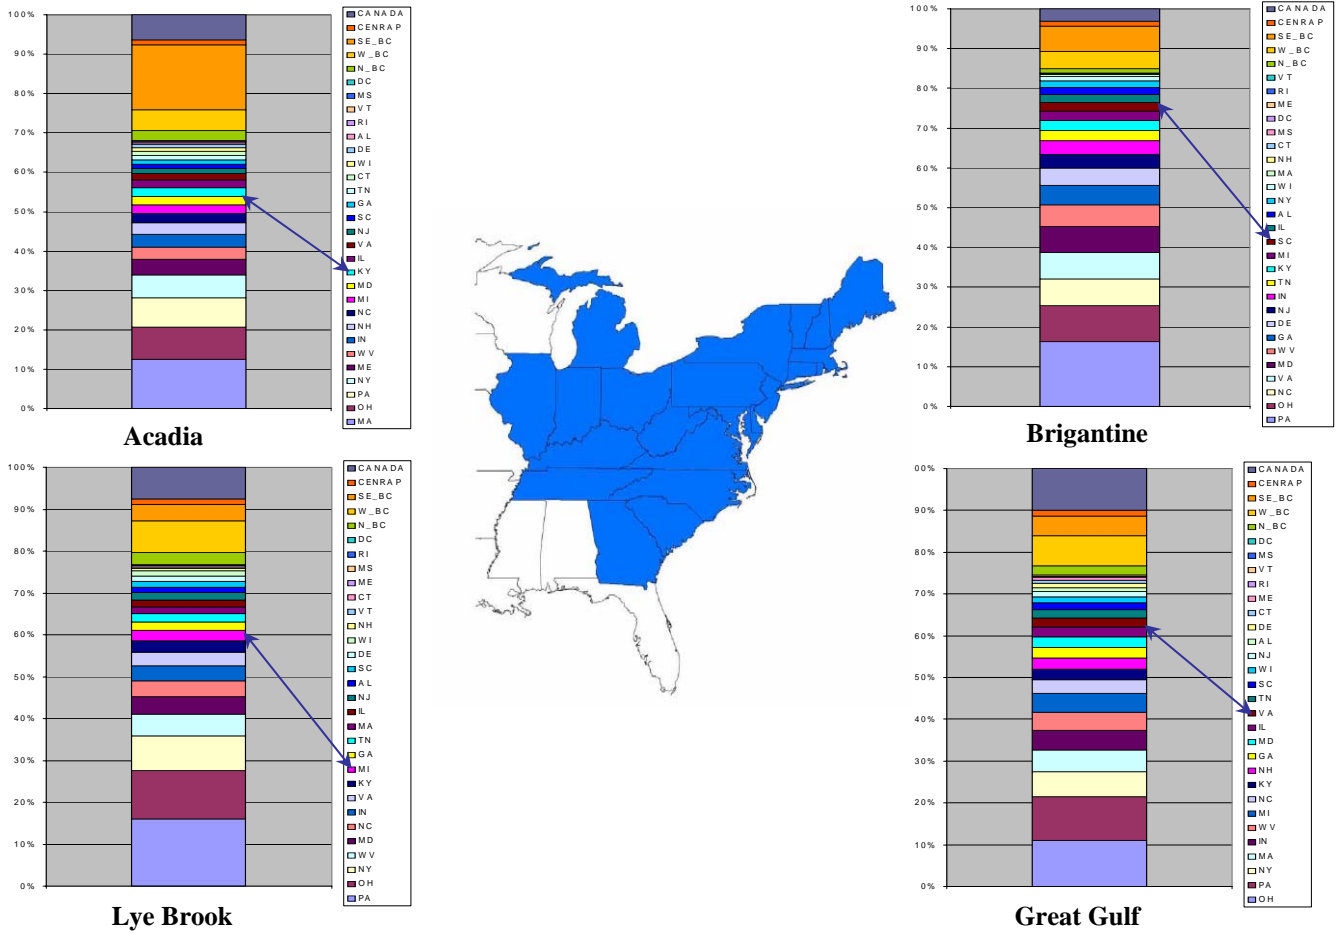 100%
90%
80%
70%
60%
50%
40%
30%
20%
10%
0%
CANADA
CENRAP
SE_BC
W_BC
N_BC
DC
MS
VT
RI
AL
DE
WI
CT
TN
GA
SC
NJ
VA
IL
KY
MD
MI
NC
NH
IN
WV
ME
NY
PA
OH
MA
Acadia
100%
90%
80%
70%
60%
50%
40%
30%
20%
10%
0%
CANADA
CENRAP
SE_BC
W_BC
N_BC
VT
RI
ME
DC
MS
CT
NH
MA
WI
NY
AL
IL
SC
MI
KY
TN
IN
NJ
DE
GA
WV
MD
VA
NC
OH
PA
Brigantine
100%
90%
80%
70%
60%
50%
40%
30%
20%
10%
0%
CANADA
CENRAP
SE_BC
W_BC
N_BC
DC
RI
MS
ME
CT
VT
NH
WI
DE
SC
AL
NJ
IL
MA
TN
GA
MI
KY
VA
IN
NC
MD
WV
NY
OH
PA
Lye Brook
00%
90%
80%
70%
60%
50%
40%
30%
20%
10%
0%
CANADA
CENRAP
SE_BC
W_BC
N_BC
DC
MS
VT
RI
ME
CT
DE
AL
NJ
WI
SC
TN
VA
IL
MD
GA
NH
KY
NC
MI
WV
IN
MA
NY
PA
OH
Great Gulf